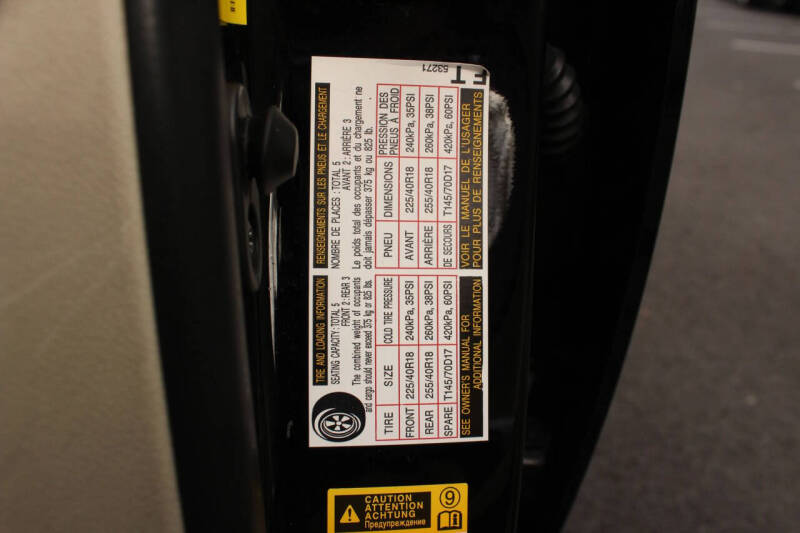 TIRE AND LOADING INFORMATION
SEATING CAPACITY : TOTAL 5
FRONT 2 : REAR 3
The combined weight of occupants
and cargo should never exceed 375 kg or 825 lb.
TIRE SIZE COLD TIRE PRESSURE
FRONT 225/40R18 240kPa, 35PSI
REAR 255/40R18 260kPa, 38PSI
SPARE T145/70D17 420kPa, 60PSI
SEE OWNER'S MANUAL FOR
ADDITIONAL INFORMATION
RENSEIGNEMENTS SUR LES PNEUS ET LE CHARGEMENT
NOMBRE DE PLACES : TOTAL 5
AVANT 2 : ARRIÈRE 3
Le poids total des occupants et du chargement ne
doit jamais dépasser 375 kg ou 825 lb.
PNEU DIMENSIONS PRESSION DES
PNEUS À FROID
AVANT 225/40R18 240kPa, 35PSI
ARRIÈRE 255/40R18 260kPa, 38PSI
DE SECOURS T145/70D17 420kPa, 60PSI
VOIR LE MANUEL DE L'USAGER
POUR PLUS DE RENSEIGNEMENTS
53271
CAUTION
ATTENTION
ACHTUNG
Предупреждение
9